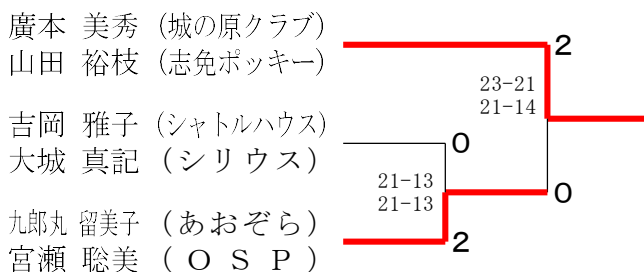 廣本 美秀 (城の原クラブ)
山田 裕枝 (志免ポッキー)
2
23-21
21-14
吉岡 雅子 (シャトルハウス)
大城 真記 (シリウス)
0
21-13
21-13
0
九郎丸 留美子 (あおぞら)
宮瀬 聡美 (OSP)
2